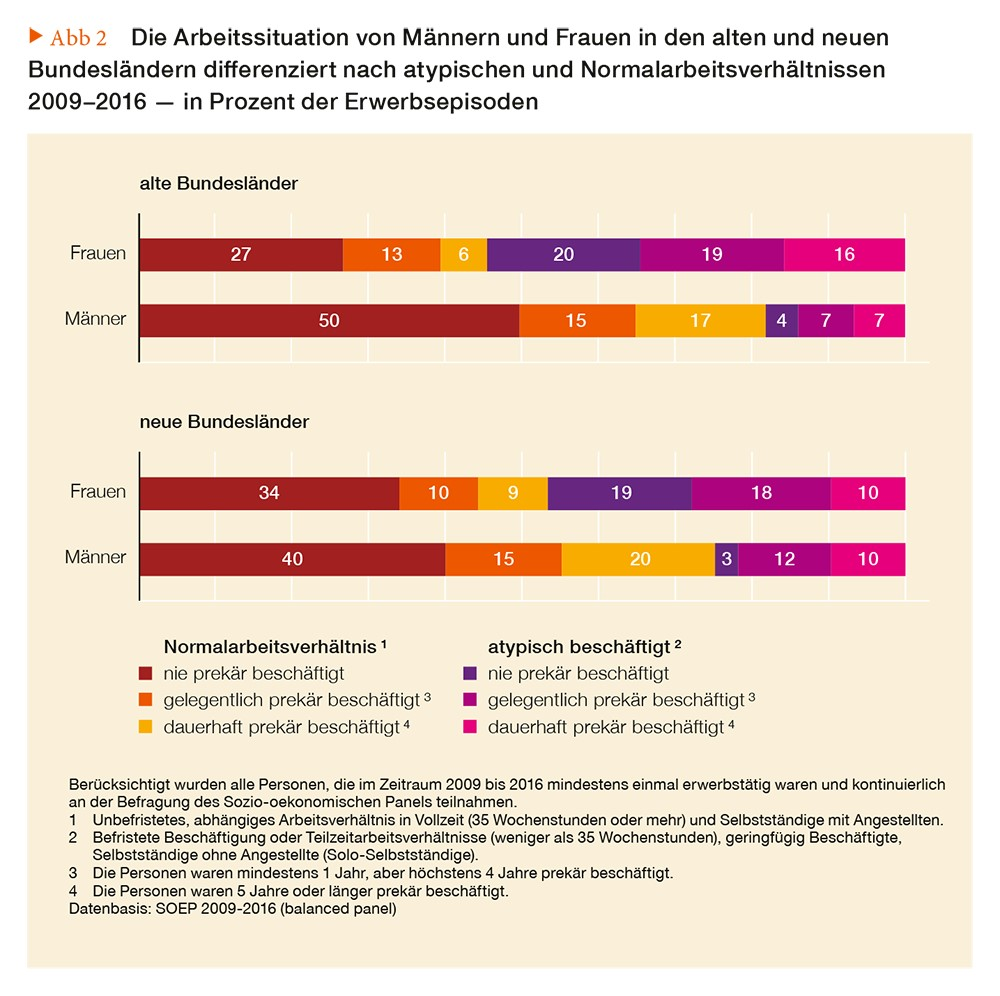 ▶ Abb 2 Die Arbeitssituation von Männern und Frauen in den alten und neuen
Bundesländern differenziert nach atypischen und Normalarbeitsverhältnissen
2009–2016 — in Prozent der Erwerbsepisoden
alte Bundesländer
Frauen 27 13 6 20 19 16
Männer 50 15 17 4 7 7
neue Bundesländer
Frauen 34 10 9 19 18 10
Männer 40 15 20 3 12 10
Normalarbeitsverhältnis ¹
nie prekär beschäftigt
gelegentlich prekär beschäftigt ³
dauerhaft prekär beschäftigt ⁴
atypisch beschäftigt ²
nie prekär beschäftigt
gelegentlich prekär beschäftigt ³
dauerhaft prekär beschäftigt ⁴
Berücksichtigt wurden alle Personen, die im Zeitraum 2009 bis 2016 mindestens einmal erwerbstätig waren und kontinuierlich
an der Befragung des Sozio-oekonomischen Panels teilnahmen.
1 Unbefristetes, abhängiges Arbeitsverhältnis in Vollzeit (35 Wochenstunden oder mehr) und Selbstständige mit Angestellten.
2 Befristete Beschäftigung oder Teilzeitarbeitsverhältnisse (weniger als 35 Wochenstunden), geringfügig Beschäftigte,
Selbstständige ohne Angestellte (Solo-Selbstständige).
3 Die Personen waren mindestens 1 Jahr, aber höchstens 4 Jahre prekär beschäftigt.
4 Die Personen waren 5 Jahre oder länger prekär beschäftigt.
Datenbasis: SOEP 2009-2016 (balanced panel)